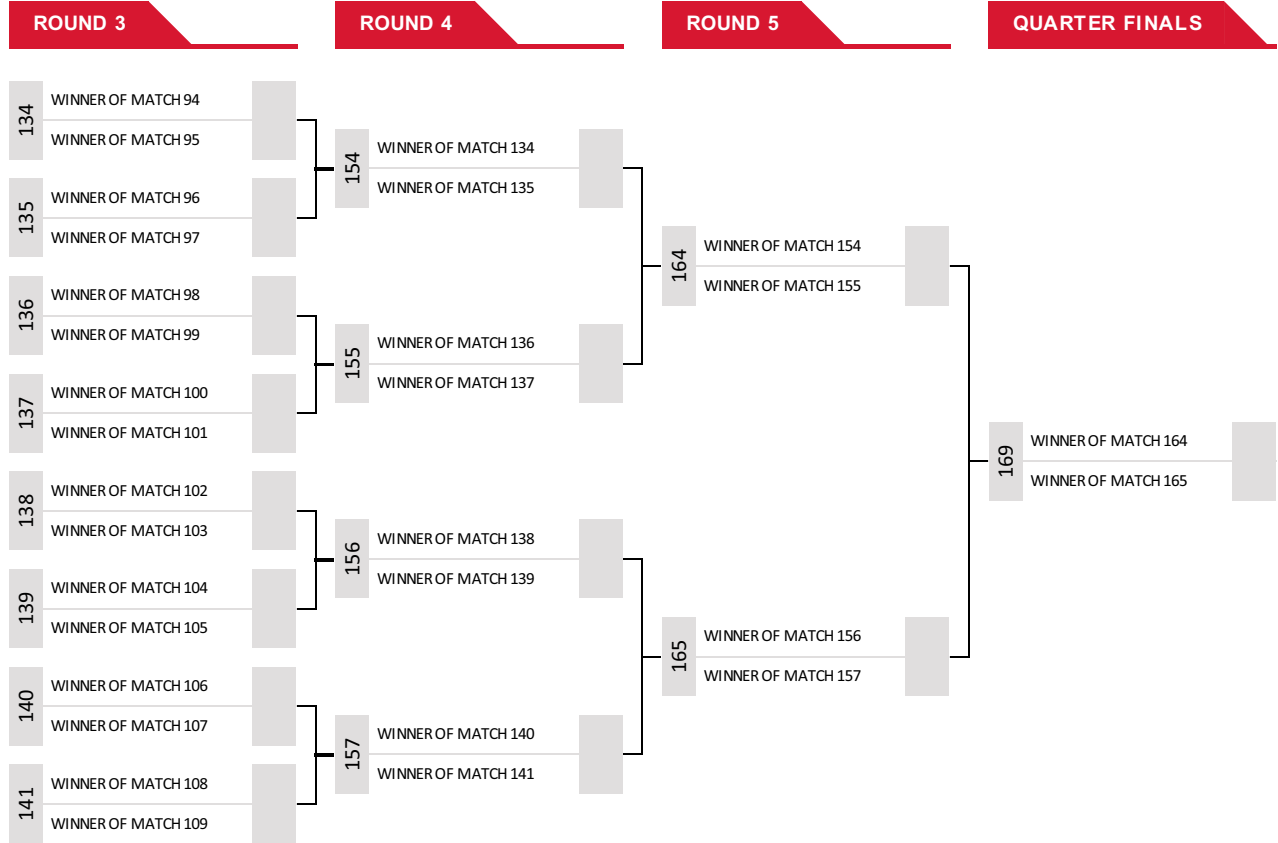 ROUND 3
ROUND 4
ROUND 5
QUARTER FINALS
134
WINNER OF MATCH 94
WINNER OF MATCH 95
135
WINNER OF MATCH 96
WINNER OF MATCH 97
136
WINNER OF MATCH 98
WINNER OF MATCH 99
137
WINNER OF MATCH 100
WINNER OF MATCH 101
138
WINNER OF MATCH 102
WINNER OF MATCH 103
139
WINNER OF MATCH 104
WINNER OF MATCH 105
140
WINNER OF MATCH 106
WINNER OF MATCH 107
141
WINNER OF MATCH 108
WINNER OF MATCH 109
154
WINNER OF MATCH 134
WINNER OF MATCH 135
155
WINNER OF MATCH 136
WINNER OF MATCH 137
156
WINNER OF MATCH 138
WINNER OF MATCH 139
157
WINNER OF MATCH 140
WINNER OF MATCH 141
164
WINNER OF MATCH 154
WINNER OF MATCH 155
165
WINNER OF MATCH 156
WINNER OF MATCH 157
169
WINNER OF MATCH 164
WINNER OF MATCH 165